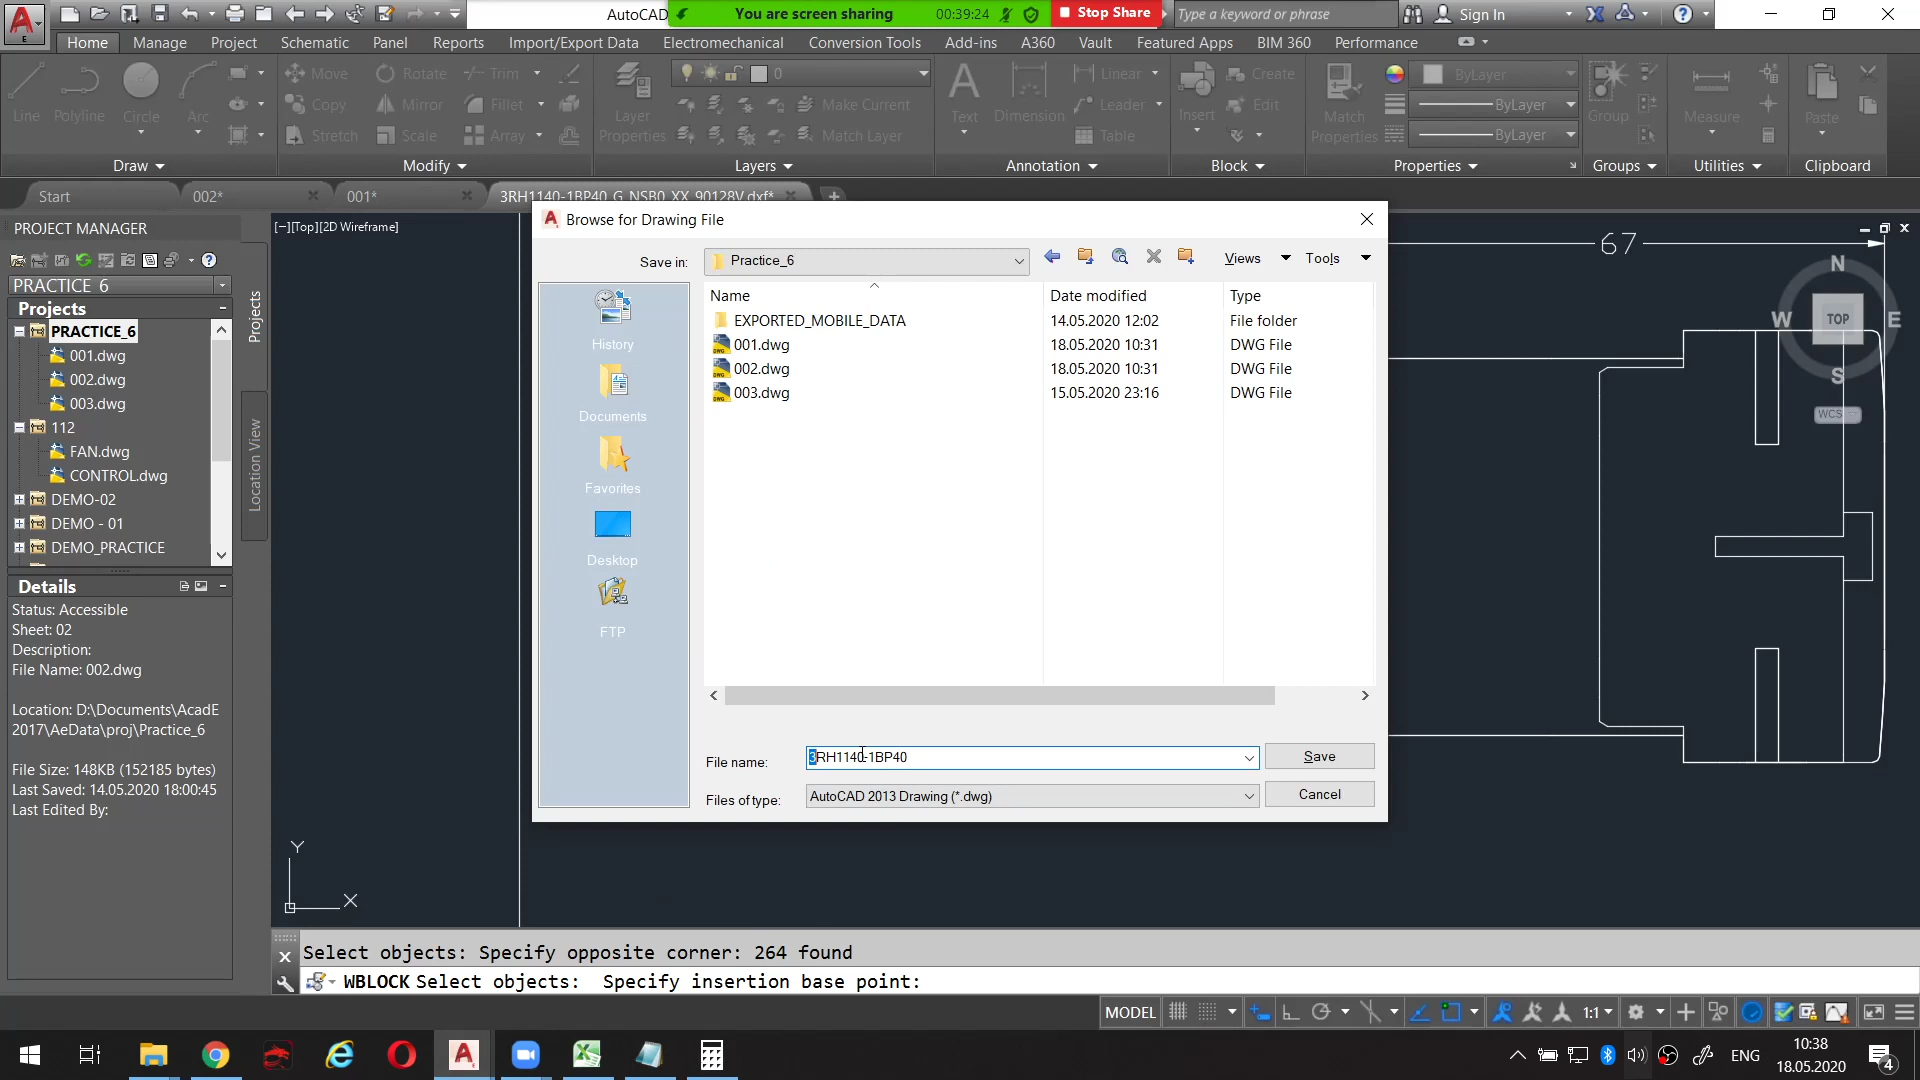 AutoCAD
You are screen sharing
00:39:24
Stop Share
Type a keyword or phrase
Sign In
Home
Manage
Project
Schematic
Panel
Reports
Import/Export Data
Electromechanical
Conversion Tools
Add-ins
A360
Vault
Featured Apps
BIM 360
Performance
Line
Polyline
Circle
Arc
Move
Rotate
Trim
Copy
Mirror
Fillet
Stretch
Scale
Array
Layer
Properties
0
Make Current
Match Layer
Text
Dimension
Linear
Leader
Table
Insert
Create
Edit
Match
Properties
ByLayer
ByLayer
ByLayer
Group
Measure
Paste
Draw
Modify
Layers
Annotation
Block
Properties
Groups
Utilities
Clipboard
Start
002*
001*
3RH1140-1BP40_G_NSB0_XX_90128V.dxf*
PROJECT MANAGER
PRACTICE_6
Projects
PRACTICE_6
001.dwg
002.dwg
003.dwg
112
FAN.dwg
CONTROL.dwg
DEMO-02
DEMO - 01
DEMO_PRACTICE
Projects
Location View
Details
Status: Accessible
Sheet: 02
Description:
File Name: 002.dwg
Location: D:\Documents\AcadE
2017\AeData\proj\Practice_6
File Size: 148KB (152185 bytes)
Last Saved: 14.05.2020 18:00:45
Last Edited By:
[−][Top][2D Wireframe]
67
N
W
TOP
E
S
WCS
Y
X
Browse for Drawing File
Save in:
Practice_6
Views
Tools
Name
Date modified
Type
EXPORTED_MOBILE_DATA
14.05.2020 12:02
File folder
001.dwg
18.05.2020 10:31
DWG File
002.dwg
18.05.2020 10:31
DWG File
003.dwg
15.05.2020 23:16
DWG File
History
Documents
Favorites
Desktop
FTP
File name:
3RH1140-1BP40
Save
Files of type:
AutoCAD 2013 Drawing (*.dwg)
Cancel
Select objects: Specify opposite corner: 264 found
WBLOCK Select objects:  Specify insertion base point:
MODEL
1:1
ENG
10:38
18.05.2020
4